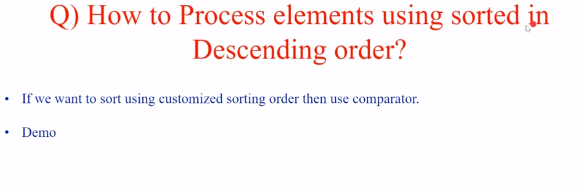 Q) How to Process elements using sorted in
Descending order?
• If we want to sort using customized sorting order then use comparator.
• Demo